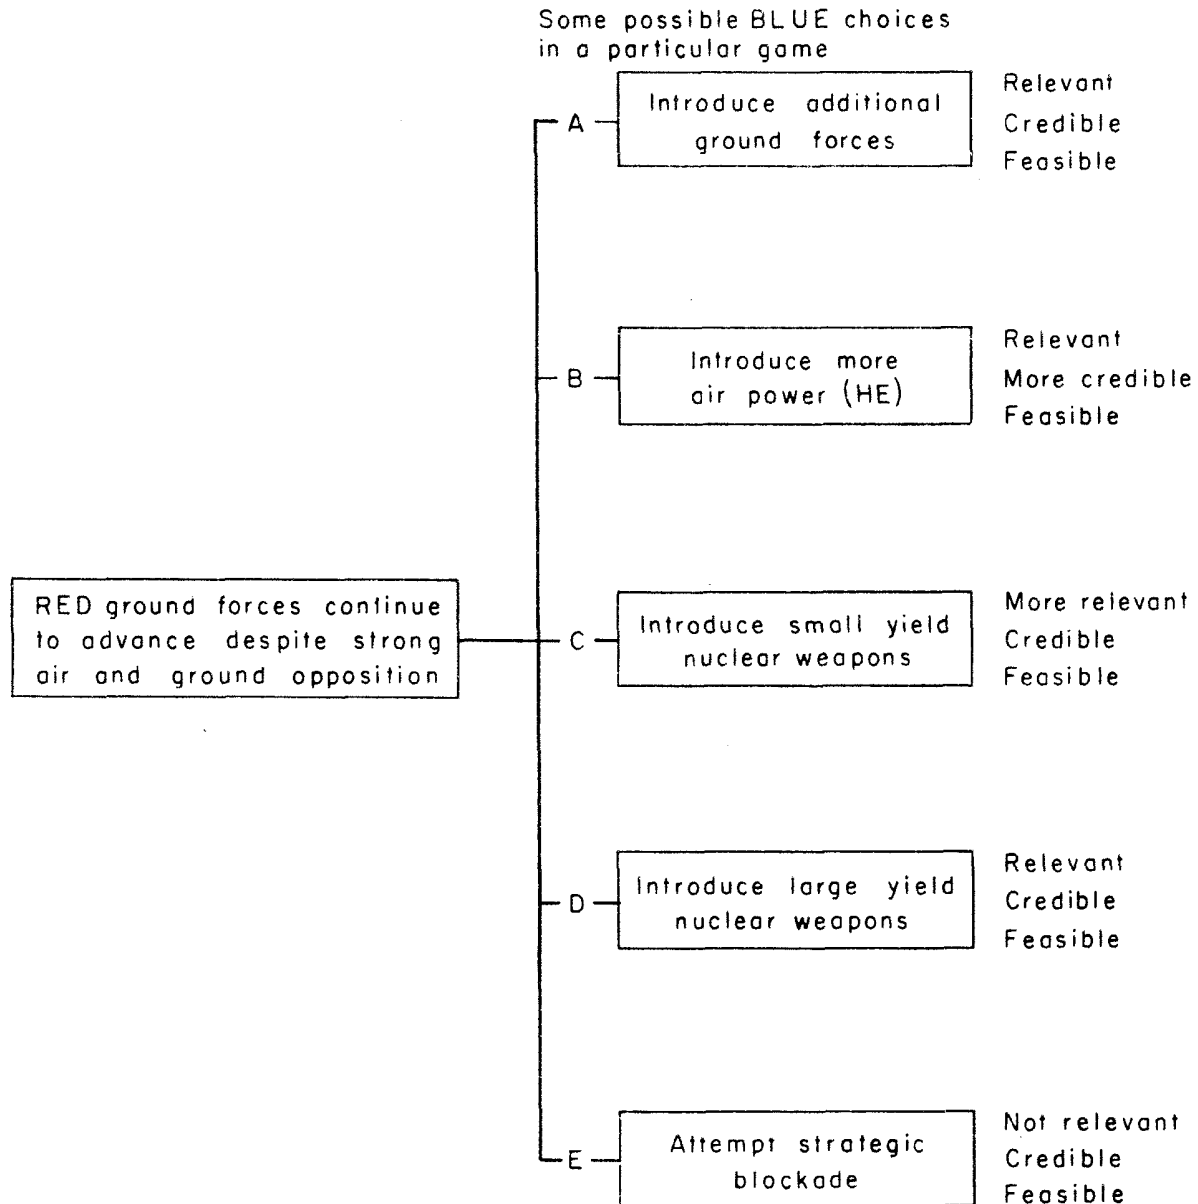 Some possible BLUE choices
in a particular game
RED ground forces continue
to advance despite strong
air and ground opposition
A
Introduce additional
ground forces
Relevant
Credible
Feasible
B
Introduce more
air power (HE)
Relevant
More credible
Feasible
C
Introduce small yield
nuclear weapons
More relevant
Credible
Feasible
D
Introduce large yield
nuclear weapons
Relevant
Credible
Feasible
E
Attempt strategic
blockade
Not relevant
Credible
Feasible